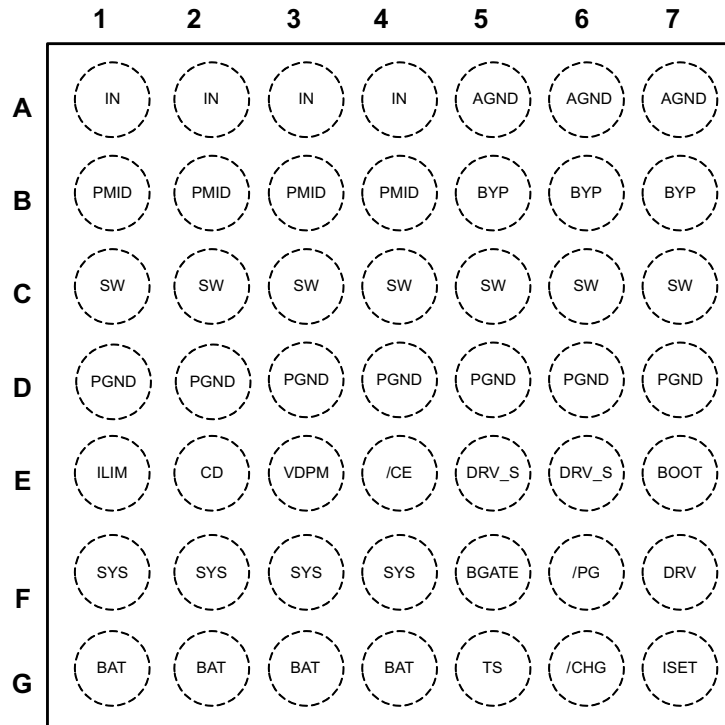 1 2 3 4 5 6 7
A IN IN IN IN AGND AGND AGND
B PMID PMID PMID PMID BYP BYP BYP
C SW SW SW SW SW SW SW
D PGND PGND PGND PGND PGND PGND PGND
E ILIM CD VDPM /CE DRV_S DRV_S BOOT
F SYS SYS SYS SYS BGATE /PG DRV
G BAT BAT BAT BAT TS /CHG ISET